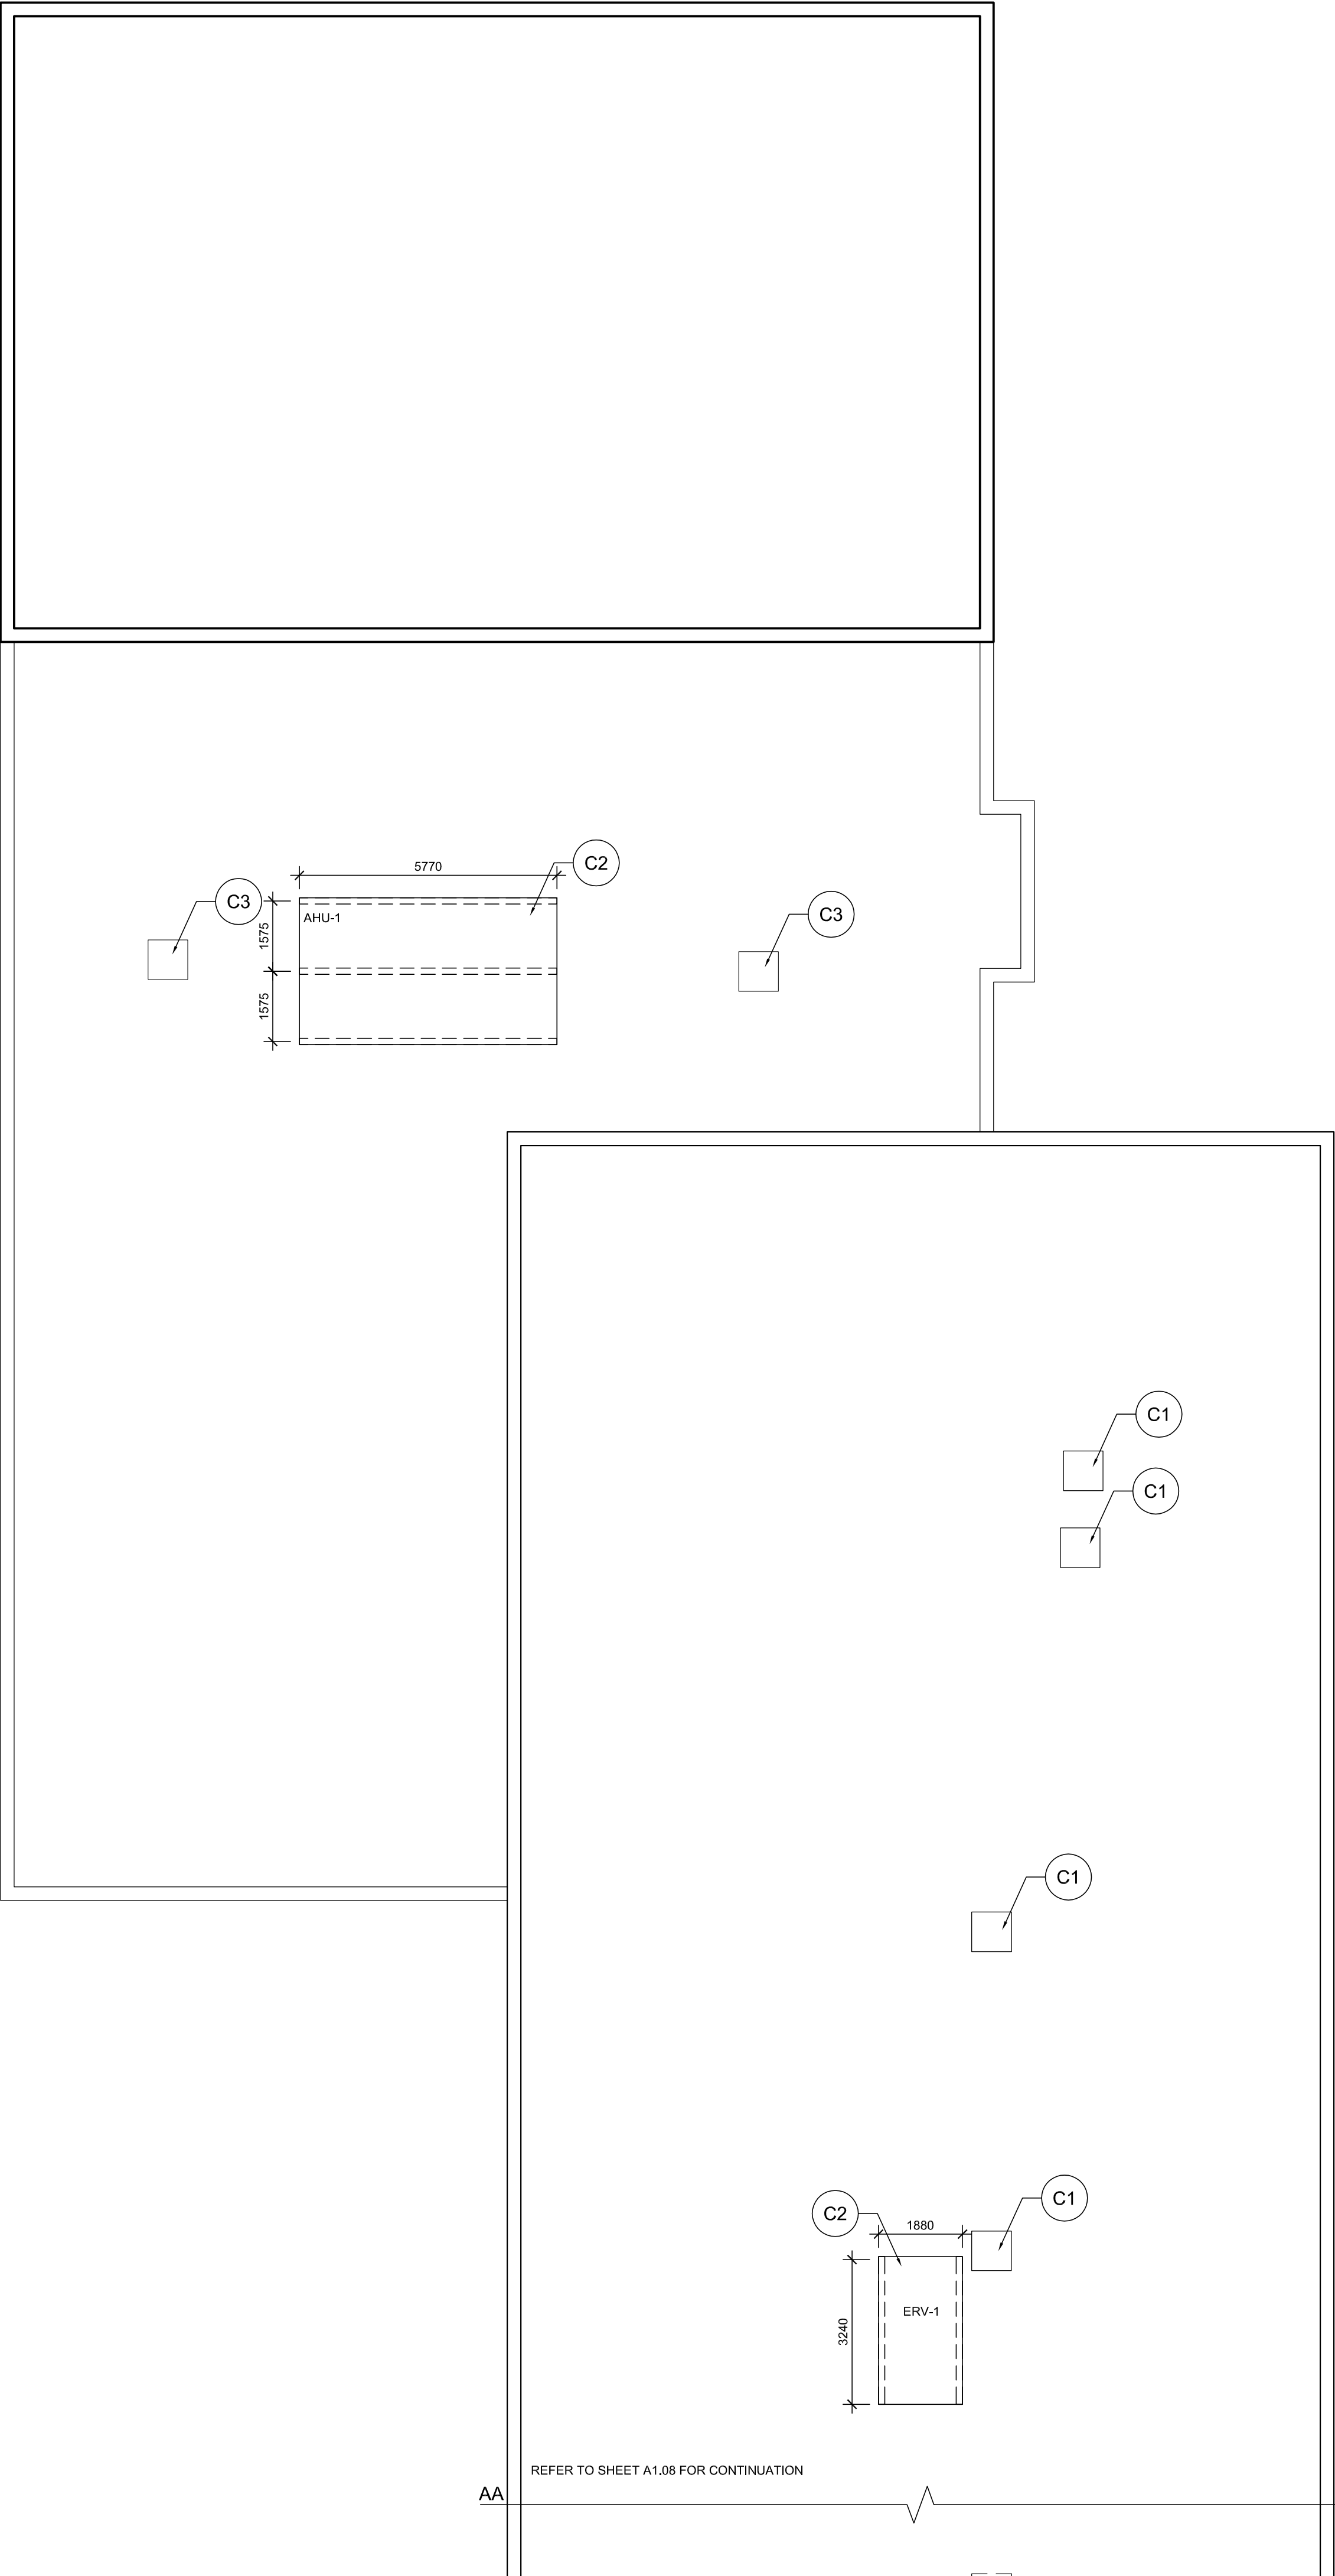 C2
5770
C3
AHU-1
C3
1575
1575
C1
C1
C1
C1
C2
1880
ERV-1
3240
REFER TO SHEET A1.08 FOR CONTINUATION
AA